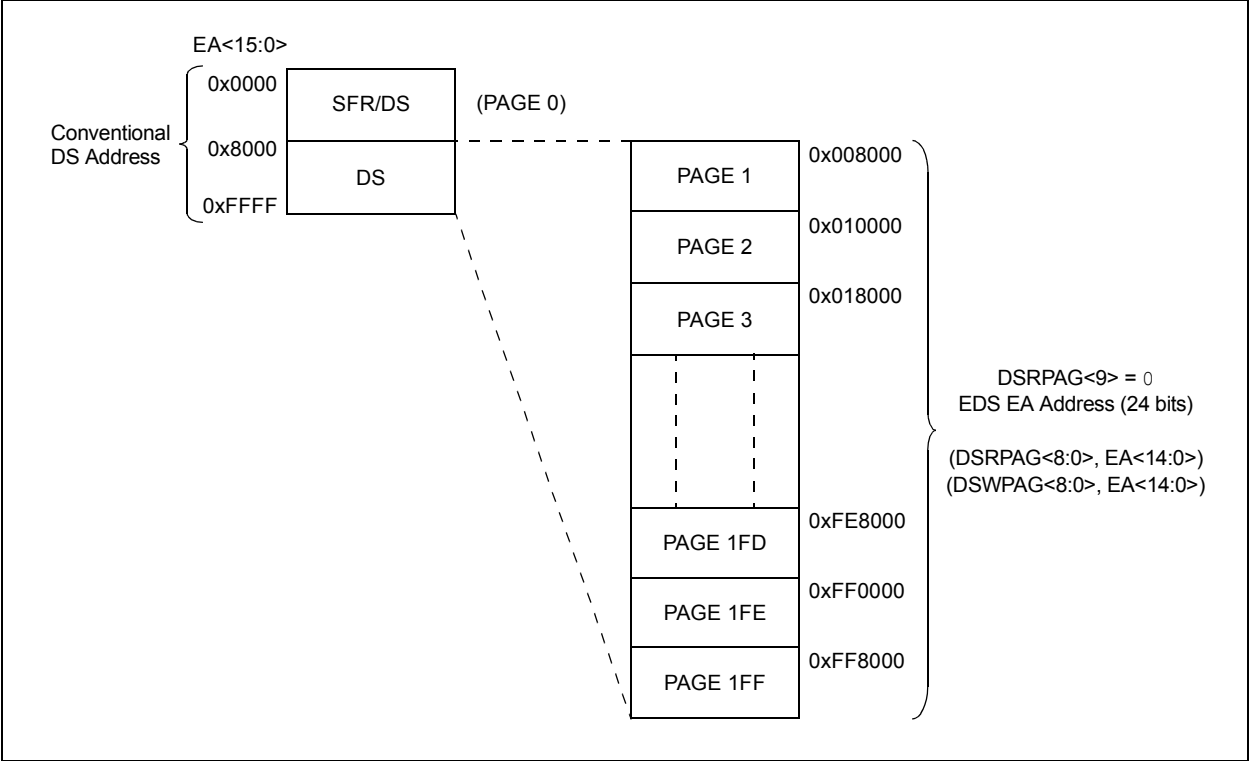 EA<15:0>
0x0000
SFR/DS
(PAGE 0)
Conventional
DS Address
0x8000
DS
0xFFFF
PAGE 1
0x008000
PAGE 2
0x010000
PAGE 3
0x018000
DSRPAG<9> = 0
EDS EA Address (24 bits)
(DSRPAG<8:0>, EA<14:0>)
(DSWPAG<8:0>, EA<14:0>)
PAGE 1FD
0xFE8000
PAGE 1FE
0xFF0000
PAGE 1FF
0xFF8000